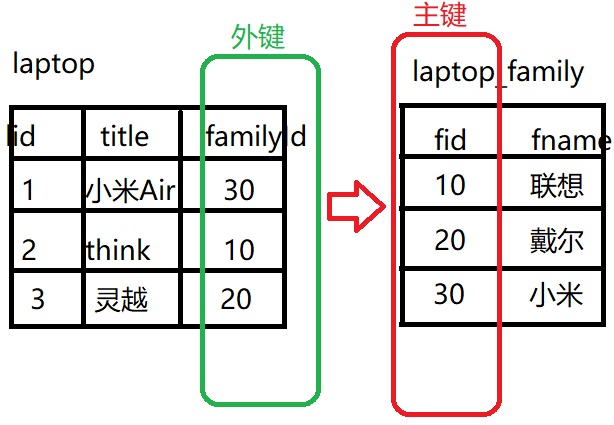 外键
主键
laptop
laptop_family
lid title familyId
1 小米Air 30
2 think 10
3 灵越 20
fid fname
10 联想
20 戴尔
30 小米